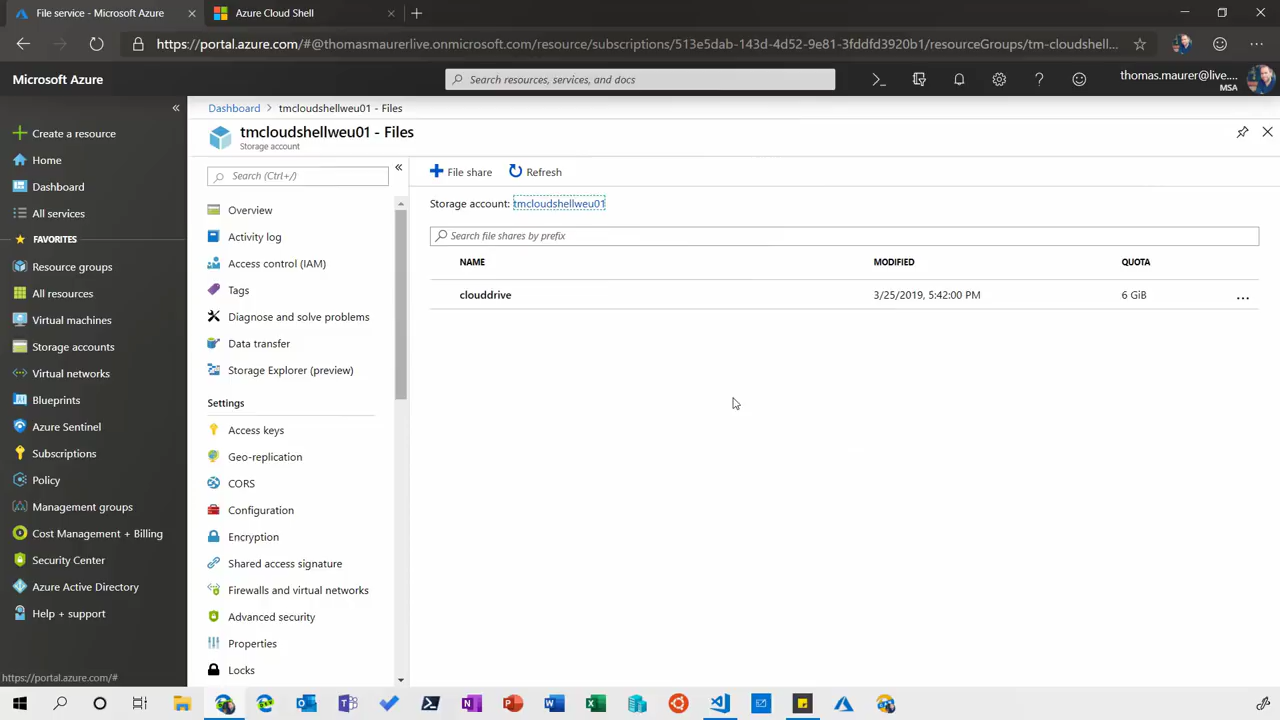 File service - Microsoft Azure
Azure Cloud Shell
https://portal.azure.com/#@thomasmaurerlive.onmicrosoft.com/resource/subscriptions/513e5dab-143d-4d52-9e81-3fddfd3920b1/resourceGroups/tm-cloudshell...
Microsoft Azure
Search resources, services, and docs
thomas.maurer@live....
MSA
Create a resource
Home
Dashboard
All services
FAVORITES
Resource groups
All resources
Virtual machines
Storage accounts
Virtual networks
Blueprints
Azure Sentinel
Subscriptions
Policy
Management groups
Cost Management + Billing
Security Center
Azure Active Directory
Help + support
https://portal.azure.com/#
Dashboard > tmcloudshellweu01 - Files
tmcloudshellweu01 - Files
Storage account
Search (Ctrl+/)
Overview
Activity log
Access control (IAM)
Tags
Diagnose and solve problems
Data transfer
Storage Explorer (preview)
Settings
Access keys
Geo-replication
CORS
Configuration
Encryption
Shared access signature
Firewalls and virtual networks
Advanced security
Properties
Locks
File share Refresh
Storage account: tmcloudshellweu01
Search file shares by prefix
NAME MODIFIED QUOTA
clouddrive 3/25/2019, 5:42:00 PM 6 GiB ...